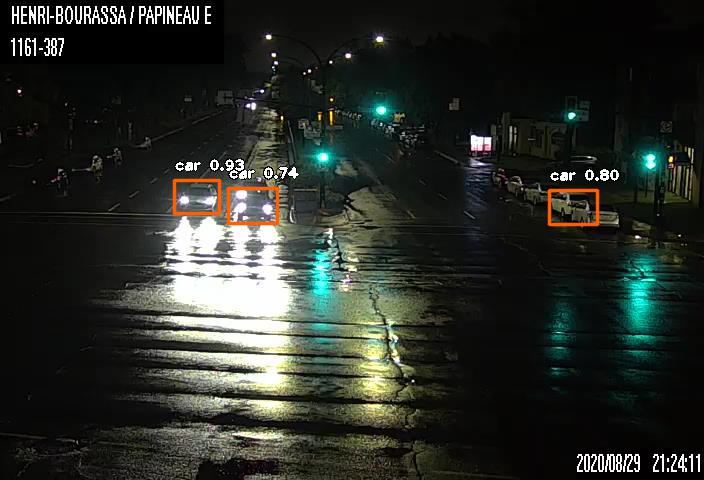 HENRI-BOURASSA / PAPINEAU E
1161-387
car 0.93
car 0.74
car 0.80
2020/08/29 21:24:11